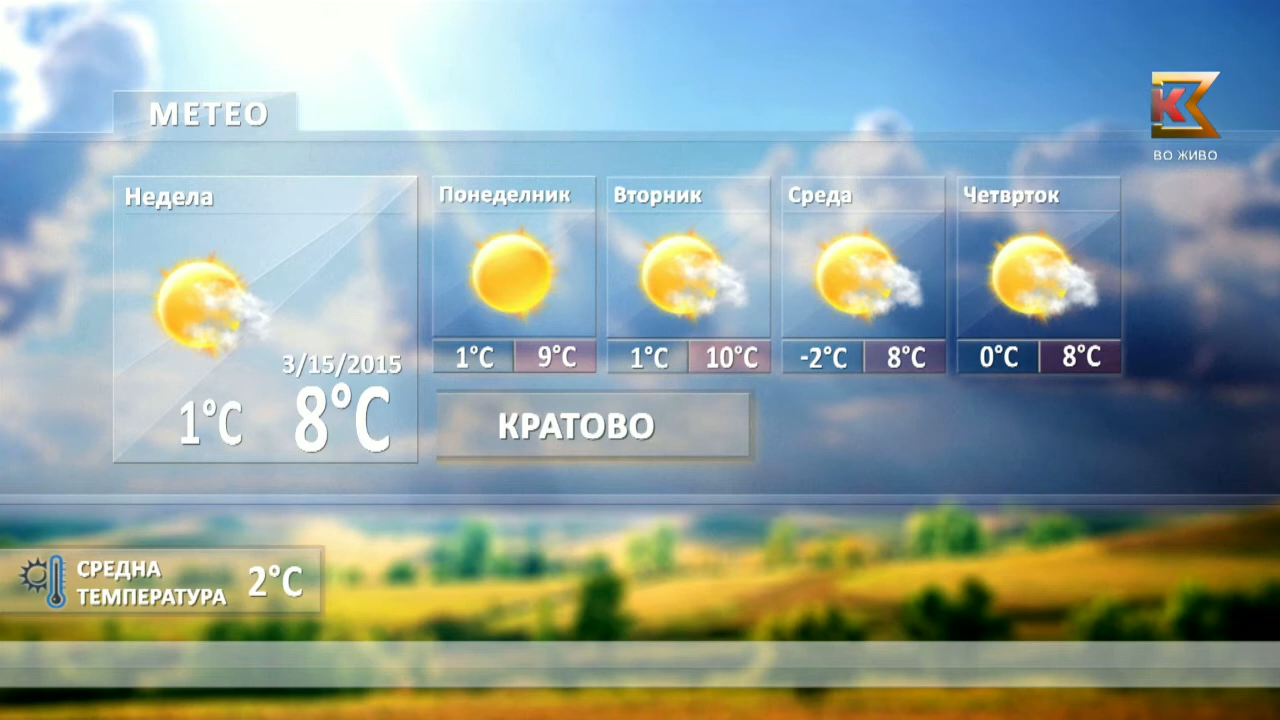 МЕТЕО
К
ВО ЖИВО
Недела
3/15/2015
1°C 8°C
Понеделник
1°C 9°C
Вторник
1°C 10°C
Среда
-2°C 8°C
Четврток
0°C 8°C
КРАТОВО
СРЕДНА
ТЕМПЕРАТУРА
2°C